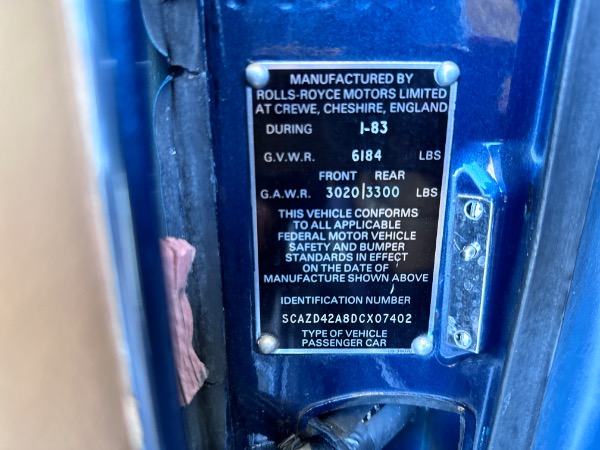 MANUFACTURED BY
ROLLS-ROYCE MOTORS LIMITED
AT CREWE, CHESHIRE, ENGLAND
DURING 1-83
G.V.W.R. 6184 LBS
FRONT REAR
G.A.W.R. 3020/3300 LBS
THIS VEHICLE CONFORMS
TO ALL APPLICABLE
FEDERAL MOTOR VEHICLE
SAFETY AND BUMPER
STANDARDS IN EFFECT
ON THE DATE OF
MANUFACTURE SHOWN ABOVE
IDENTIFICATION NUMBER
SCAZD42A8DCX07402
TYPE OF VEHICLE
PASSENGER CAR